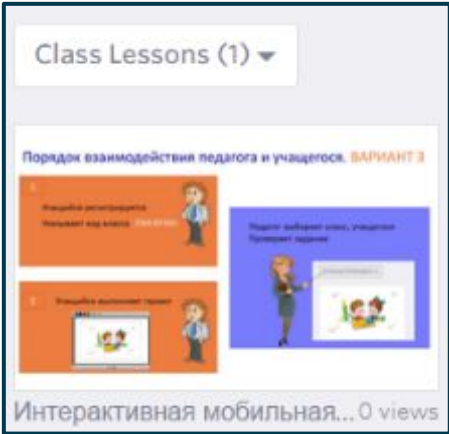 Class Lessons (1)
Порядок взаимодействия педагога и учащегося. ВАРИАНТ 3
Учащийся регистрируется
Указывает код класса
Педагог выбирает класс, учащегося
Проверяет задание
Учащийся выполняет проект
Интерактивная мобильная... 0 views